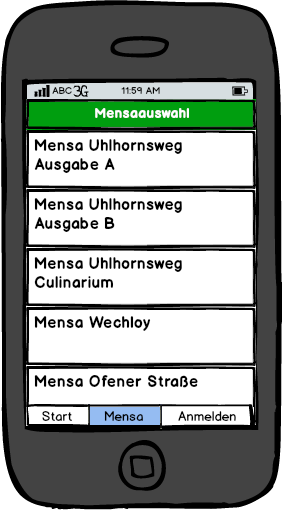 ABC 3G 11:59 AM
Mensaauswahl
Mensa Uhlhornsweg
Ausgabe A
Mensa Uhlhornsweg
Ausgabe B
Mensa Uhlhornsweg
Culinarium
Mensa Wechloy
Mensa Ofener Straße
Start Mensa Anmelden